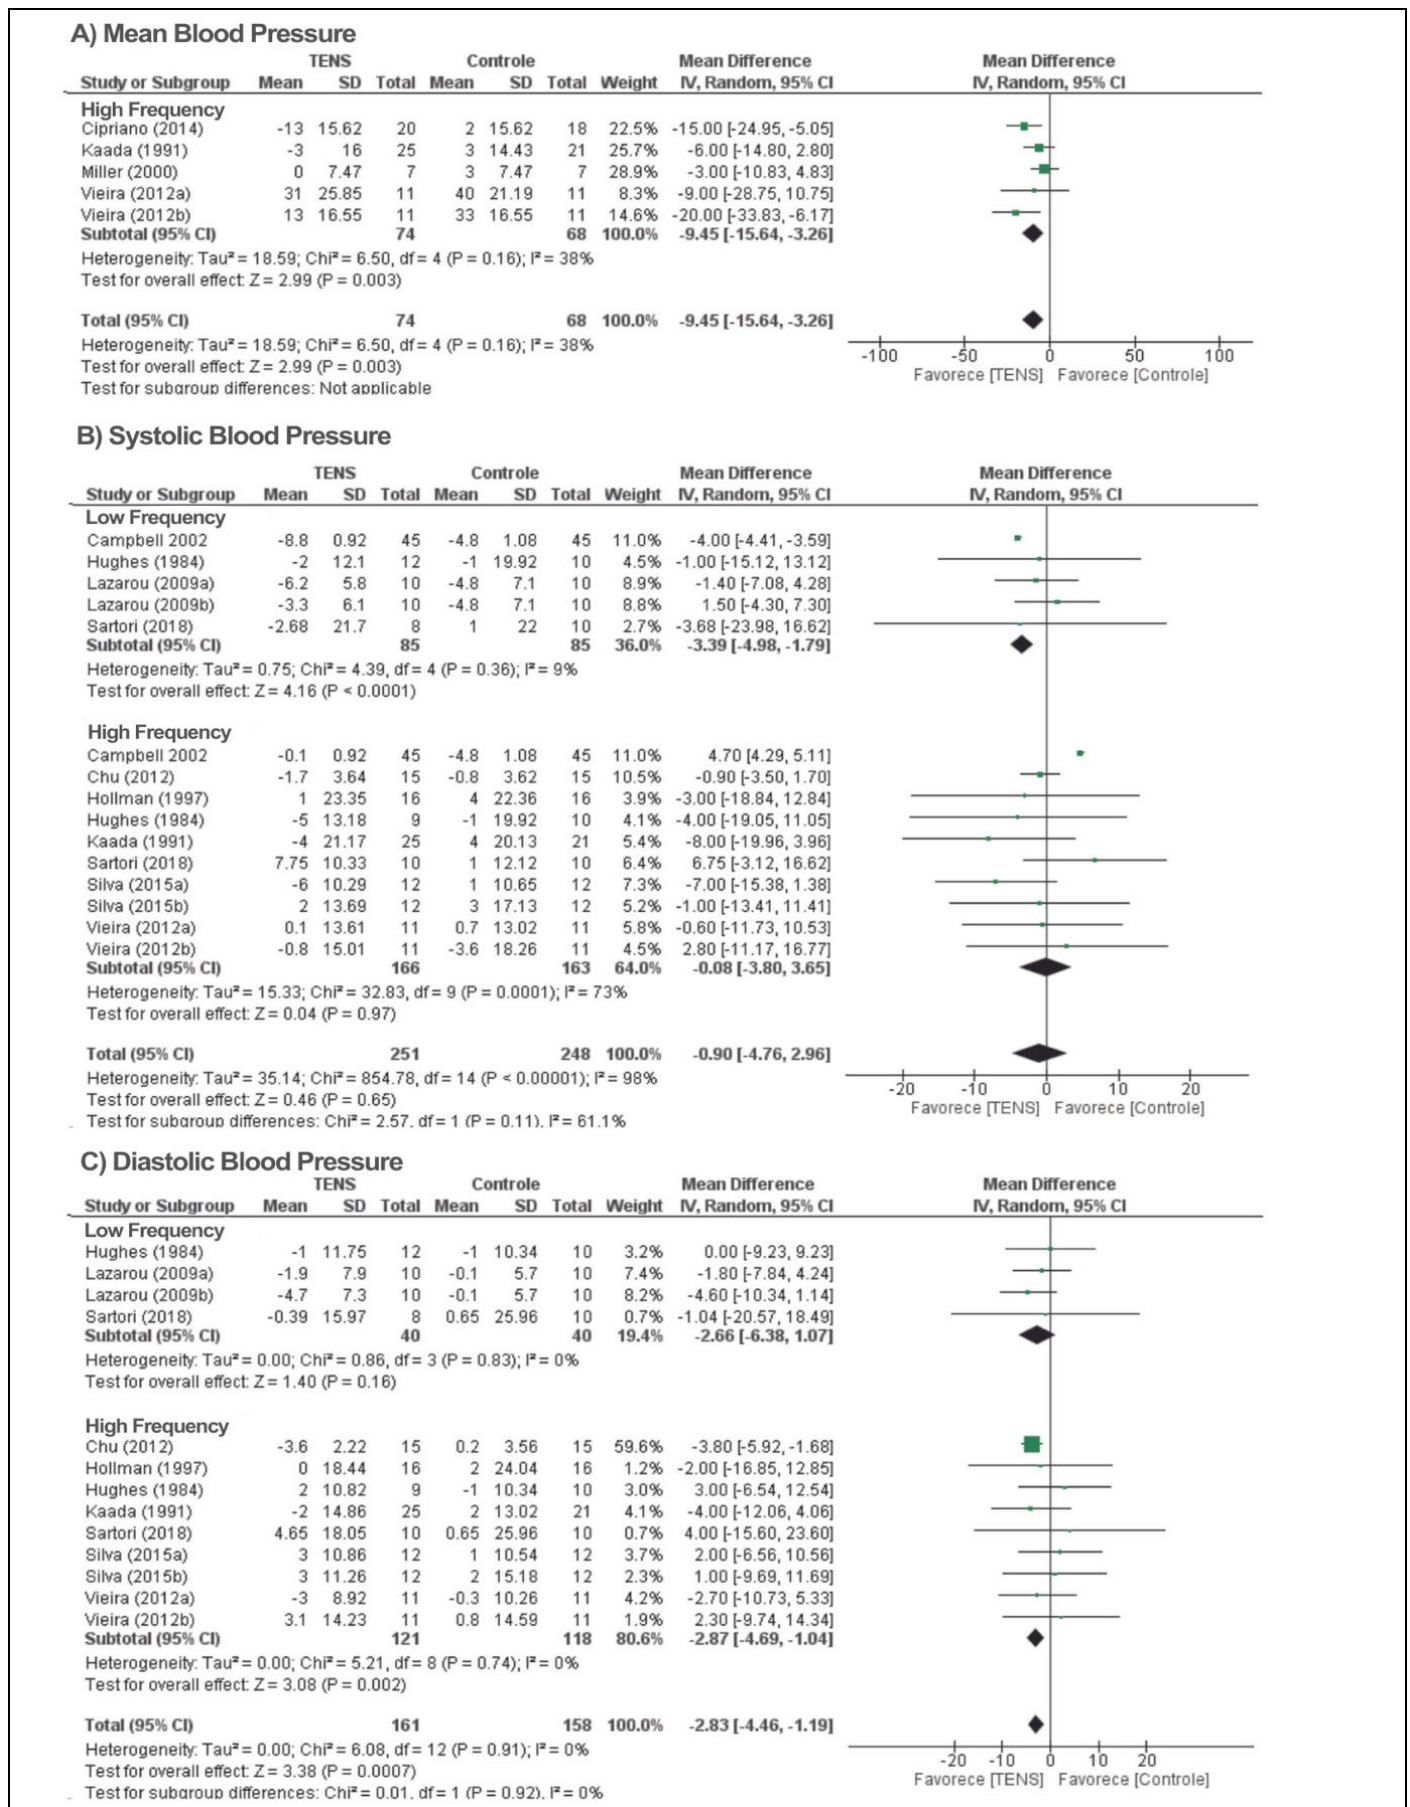 A) Mean Blood Pressure
TENS Controle Mean Difference Mean Difference
Study or Subgroup Mean SD Total Mean SD Total Weight IV, Random, 95% CI IV, Random, 95% CI
High Frequency
Cipriano (2014) -13 15.62 20 2 15.62 18 22.5% -15.00 [-24.95, -5.05]
Kaada (1991) -3 16 25 3 14.43 21 25.7% -6.00 [-14.80, 2.80]
Miller (2000) 0 7.47 7 3 7.47 7 28.9% -3.00 [-10.83, 4.83]
Vieira (2012a) 31 25.85 11 40 21.19 11 8.3% -9.00 [-28.75, 10.75]
Vieira (2012b) 13 16.55 11 33 16.55 11 14.6% -20.00 [-33.83, -6.17]
Subtotal (95% CI) 74 68 100.0% -9.45 [-15.64, -3.26]
Heterogeneity: Tau² = 18.59; Chi² = 6.50, df = 4 (P = 0.16); I² = 38%
Test for overall effect: Z = 2.99 (P = 0.003)
Total (95% CI) 74 68 100.0% -9.45 [-15.64, -3.26]
Heterogeneity: Tau² = 18.59; Chi² = 6.50, df = 4 (P = 0.16); I² = 38%
Test for overall effect: Z = 2.99 (P = 0.003)
Test for subgroup differences: Not applicable
-100 -50 0 50 100
Favorece [TENS] Favorece [Controle]
B) Systolic Blood Pressure
TENS Controle Mean Difference Mean Difference
Study or Subgroup Mean SD Total Mean SD Total Weight IV, Random, 95% CI IV, Random, 95% CI
Low Frequency
Campbell 2002 -8.8 0.92 45 -4.8 1.08 45 11.0% -4.00 [-4.41, -3.59]
Hughes (1984) -2 12.1 12 -1 19.92 10 4.5% -1.00 [-15.12, 13.12]
Lazarou (2009a) -6.2 5.8 10 -4.8 7.1 10 8.9% -1.40 [-7.08, 4.28]
Lazarou (2009b) -3.3 6.1 10 -4.8 7.1 10 8.8% 1.50 [-4.30, 7.30]
Sartori (2018) -2.68 21.7 8 1 22 10 2.7% -3.68 [-23.98, 16.62]
Subtotal (95% CI) 85 85 36.0% -3.39 [-4.98, -1.79]
Heterogeneity: Tau² = 0.75; Chi² = 4.39, df = 4 (P = 0.36); I² = 9%
Test for overall effect: Z = 4.16 (P < 0.0001)
High Frequency
Campbell 2002 -0.1 0.92 45 -4.8 1.08 45 11.0% 4.70 [4.29, 5.11]
Chu (2012) -1.7 3.64 15 -0.8 3.62 15 10.5% -0.90 [-3.50, 1.70]
Hollman (1997) 1 23.35 16 4 22.36 16 3.9% -3.00 [-18.84, 12.84]
Hughes (1984) -5 13.18 9 -1 19.92 10 4.1% -4.00 [-19.05, 11.05]
Kaada (1991) -4 21.17 25 4 20.13 21 5.4% -8.00 [-19.96, 3.96]
Sartori (2018) 7.75 10.33 10 1 12.12 10 6.4% 6.75 [-3.12, 16.62]
Silva (2015a) -6 10.29 12 1 10.65 12 7.3% -7.00 [-15.38, 1.38]
Silva (2015b) 2 13.69 12 3 17.13 12 5.2% -1.00 [-13.41, 11.41]
Vieira (2012a) 0.1 13.61 11 0.7 13.02 11 5.8% -0.60 [-11.73, 10.53]
Vieira (2012b) -0.8 15.01 11 -3.6 18.26 11 4.5% 2.80 [-11.17, 16.77]
Subtotal (95% CI) 166 163 64.0% -0.08 [-3.80, 3.65]
Heterogeneity: Tau² = 15.33; Chi² = 32.83, df = 9 (P = 0.0001); I² = 73%
Test for overall effect: Z = 0.04 (P = 0.97)
Total (95% CI) 251 248 100.0% -0.90 [-4.76, 2.96]
Heterogeneity: Tau² = 35.14; Chi² = 854.78, df = 14 (P < 0.00001); I² = 98%
Test for overall effect: Z = 0.46 (P = 0.65)
Test for subgroup differences: Chi² = 2.57, df = 1 (P = 0.11), I² = 61.1%
-20 -10 0 10 20
Favorece [TENS] Favorece [Controle]
C) Diastolic Blood Pressure
TENS Controle Mean Difference Mean Difference
Study or Subgroup Mean SD Total Mean SD Total Weight IV, Random, 95% CI IV, Random, 95% CI
Low Frequency
Hughes (1984) -1 11.75 12 -1 10.34 10 3.2% 0.00 [-9.23, 9.23]
Lazarou (2009a) -1.9 7.9 10 -0.1 5.7 10 7.4% -1.80 [-7.84, 4.24]
Lazarou (2009b) -4.7 7.3 10 -0.1 5.7 10 8.2% -4.60 [-10.34, 1.14]
Sartori (2018) -0.39 15.97 8 0.65 25.96 10 0.7% -1.04 [-20.57, 18.49]
Subtotal (95% CI) 40 40 19.4% -2.66 [-6.38, 1.07]
Heterogeneity: Tau² = 0.00; Chi² = 0.86, df = 3 (P = 0.83); I² = 0%
Test for overall effect: Z = 1.40 (P = 0.16)
High Frequency
Chu (2012) -3.6 2.22 15 0.2 3.56 15 59.6% -3.80 [-5.92, -1.68]
Hollman (1997) 0 18.44 16 2 24.04 16 1.2% -2.00 [-16.85, 12.85]
Hughes (1984) 2 10.82 9 -1 10.34 10 3.0% 3.00 [-6.54, 12.54]
Kaada (1991) -2 14.86 25 2 13.02 21 4.1% -4.00 [-12.06, 4.06]
Sartori (2018) 4.65 18.05 10 0.65 25.96 10 0.7% 4.00 [-15.60, 23.60]
Silva (2015a) 3 10.86 12 1 10.54 12 3.7% 2.00 [-6.56, 10.56]
Silva (2015b) 3 11.26 12 2 15.18 12 2.3% 1.00 [-9.69, 11.69]
Vieira (2012a) -3 8.92 11 -0.3 10.26 11 4.2% -2.70 [-10.73, 5.33]
Vieira (2012b) 3.1 14.23 11 0.8 14.59 11 1.9% 2.30 [-9.74, 14.34]
Subtotal (95% CI) 121 118 80.6% -2.87 [-4.69, -1.04]
Heterogeneity: Tau² = 0.00; Chi² = 5.21, df = 8 (P = 0.74); I² = 0%
Test for overall effect: Z = 3.08 (P = 0.002)
Total (95% CI) 161 158 100.0% -2.83 [-4.46, -1.19]
Heterogeneity: Tau² = 0.00; Chi² = 6.08, df = 12 (P = 0.91); I² = 0%
Test for overall effect: Z = 3.38 (P = 0.0007)
Test for subgroup differences: Chi² = 0.01, df = 1 (P = 0.92), I² = 0%
-20 -10 0 10 20
Favorece [TENS] Favorece [Controle]